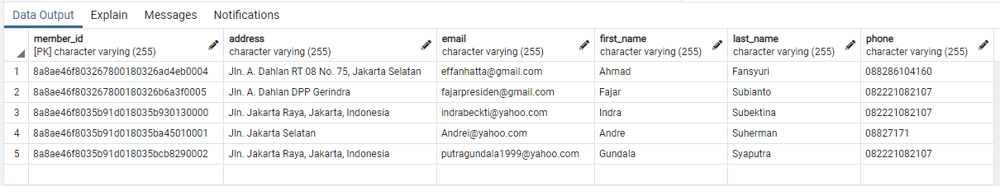 Data Output Explain Messages Notifications
member_id address email first_name last_name phone
[PK] character varying (255) character varying (255) character varying (255) character varying (255) character varying (255) character varying (255)
1 8a8ae46f803267800180326ad4eb0004 Jln. A. Dahlan RT 08 No. 75, Jakarta Selatan effanhatta@gmail.com Ahmad Fansyuri 088286104160
2 8a8ae46f803267800180326b6a3f0005 Jln. A. Dahlan DPP Gerindra fajarpresiden@gmail.com Fajar Subianto 082221082107
3 8a8ae46f8035b91d018035b930130000 Jln. Jakarta Raya, Jakarta, Indonesia indrabeckti@yahoo.com Indra Subektina 082221082107
4 8a8ae46f8035b91d018035ba45010001 Jln. Jakarta Selatan Andrei@yahoo.com Andre Suherman 08827171
5 8a8ae46f8035b91d018035bcb8290002 Jln. Jakarta Raya, Jakarta, Indonesia putragundala1999@yahoo.com Gundala Syaputra 082221082107